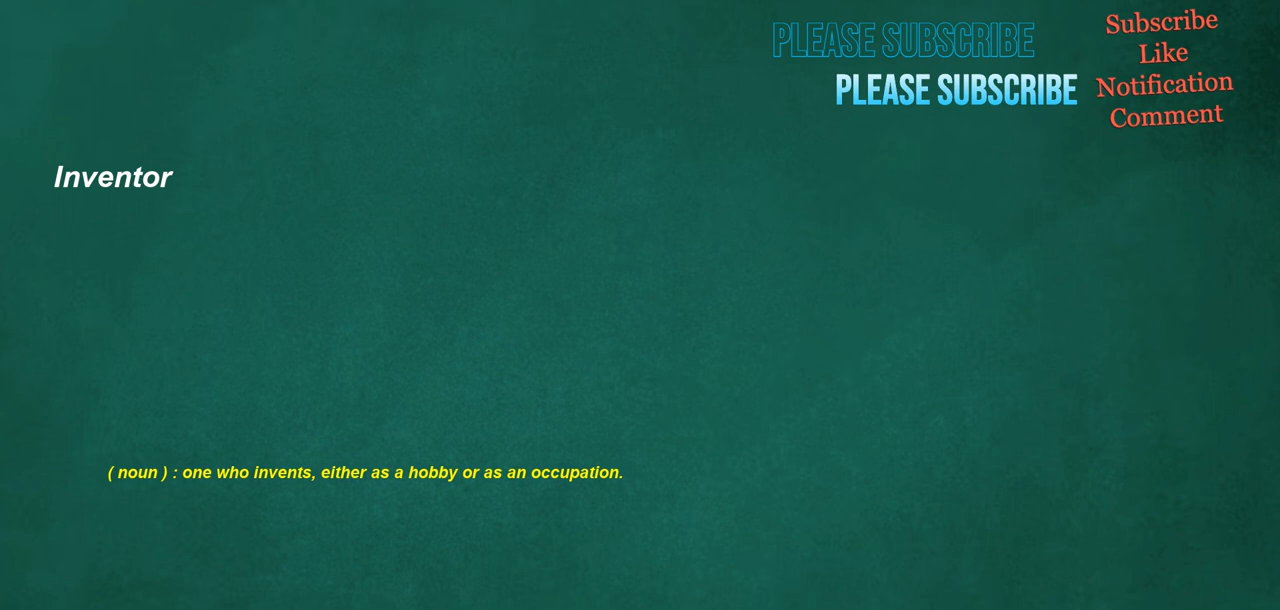 PLEASE SUBSCRIBE
PLEASE SUBSCRIBE
Subscribe
Like
Notification
Comment
Inventor
( noun ) : one who invents, either as a hobby or as an occupation.